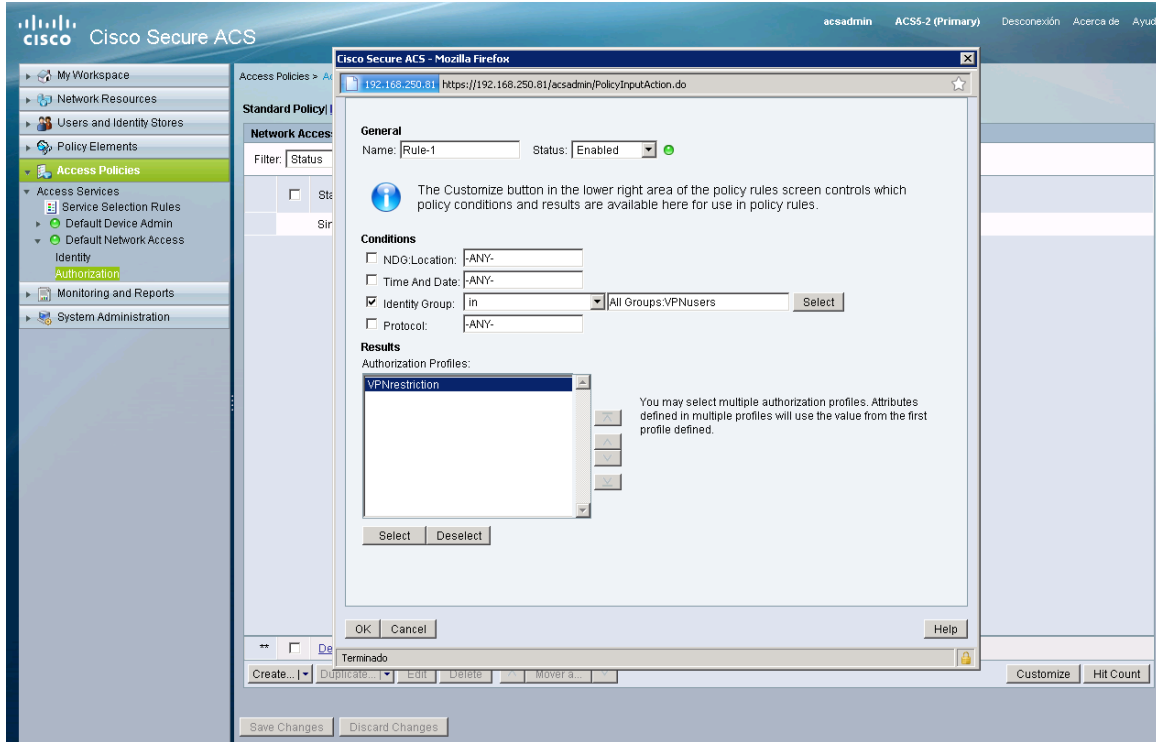 acsadmin ACS5-2 (Primary) Desconexión Acerca de Ayud
CISCO Cisco Secure ACS
My Workspace
Network Resources
Users and Identity Stores
Policy Elements
Access Policies
Access Services
Service Selection Rules
Default Device Admin
Default Network Access
Identity
Authorization
Monitoring and Reports
System Administration
Access Policies >
Standard Policy|
Network Access
Filter: Status
Cisco Secure ACS - Mozilla Firefox
192.168.250.81 https://192.168.250.81/acsadmin/PolicyInputAction.do
General
Name: Rule-1 Status: Enabled
The Customize button in the lower right area of the policy rules screen controls which
policy conditions and results are available here for use in policy rules.
Conditions
NDG:Location: -ANY-
Time And Date: -ANY-
Identity Group: in All Groups:VPNusers Select
Protocol: -ANY-
Results
Authorization Profiles:
VPNrestriction
You may select multiple authorization profiles. Attributes
defined in multiple profiles will use the value from the first
profile defined.
Select Deselect
OK Cancel Help
Terminado
** De
Create... Duplicate... Edit Delete Mover a... Customize Hit Count
Save Changes Discard Changes